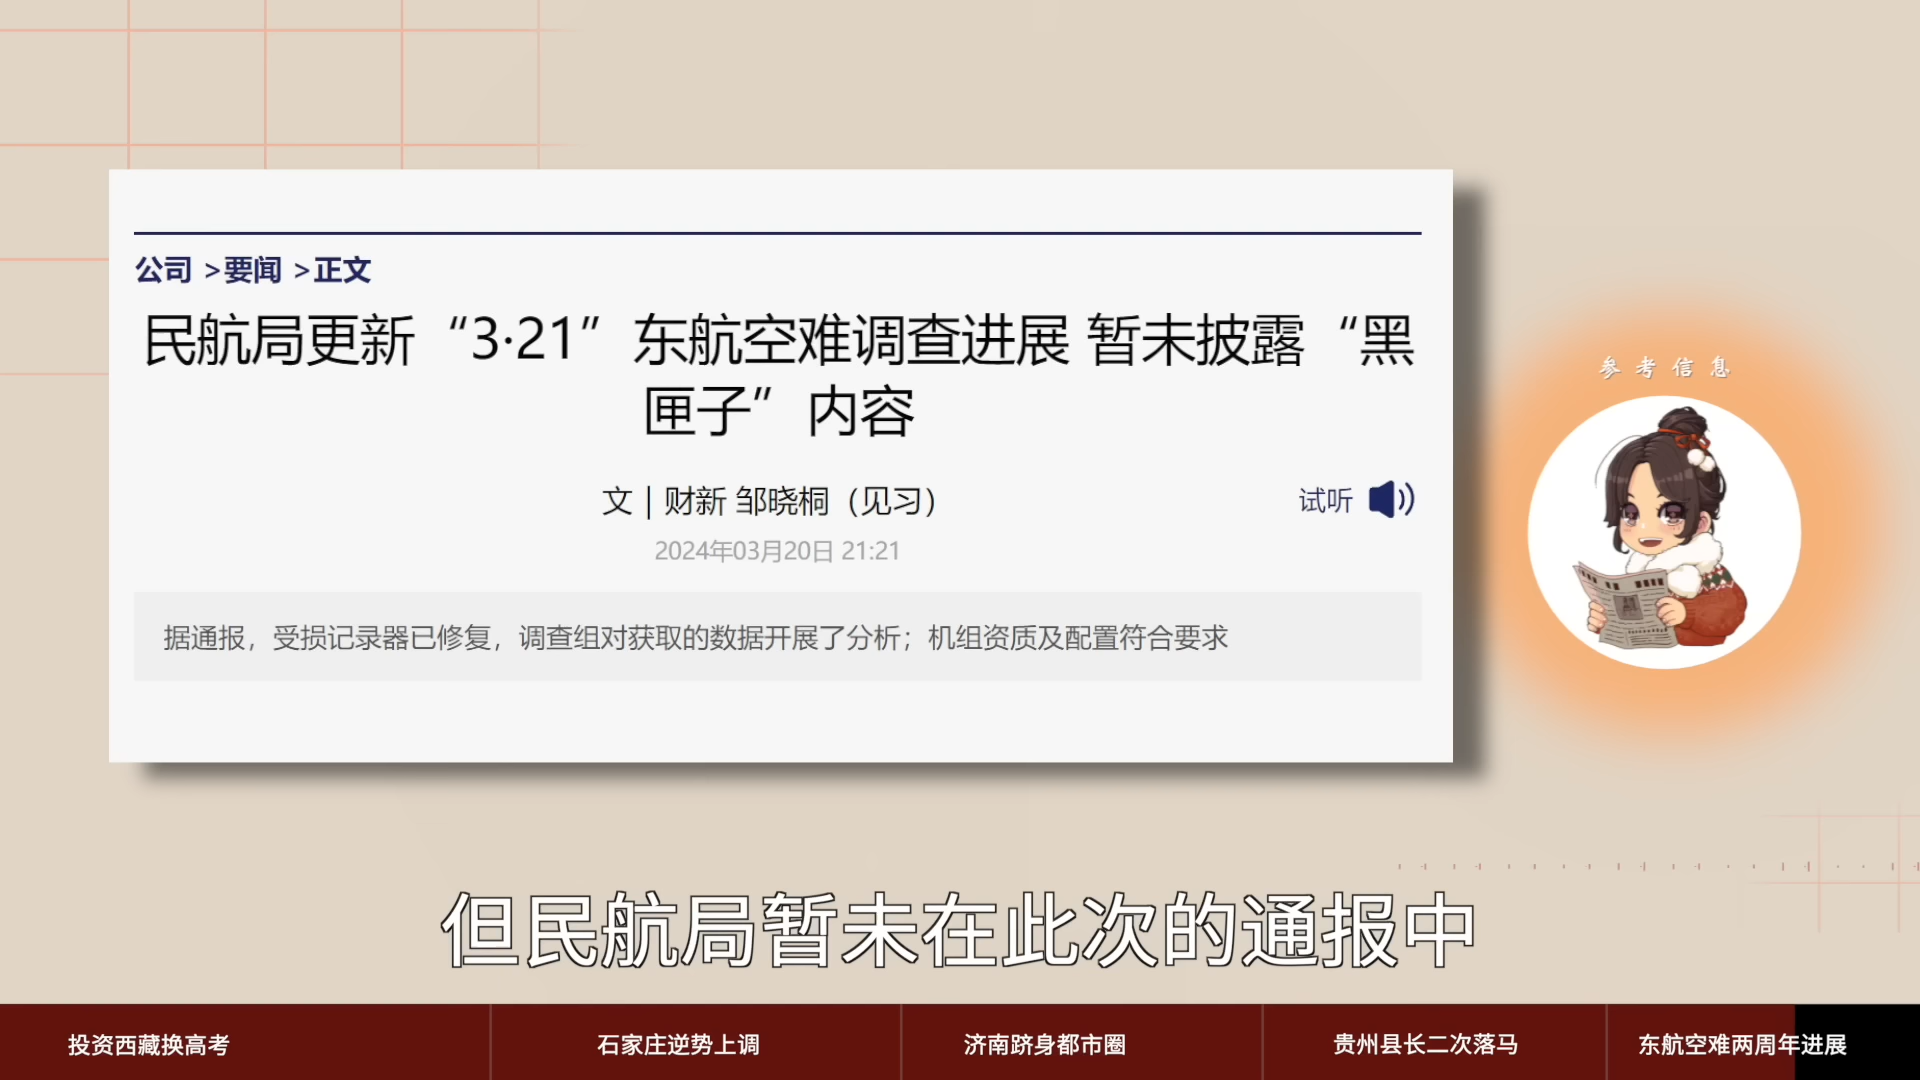 公司 >要闻 >正文
民航局更新“3·21”东航空难调查进展 暂未披露“黑
匣子”内容
文｜财新 邹晓桐（见习）
试听
2024年03月20日 21:21
据通报，受损记录器已修复，调查组对获取的数据开展了分析；机组资质及配置符合要求
参考信息
但民航局暂未在此次的通报中
投资西藏换高考
石家庄逆势上调
济南跻身都市圈
贵州县长二次落马
东航空难两周年进展